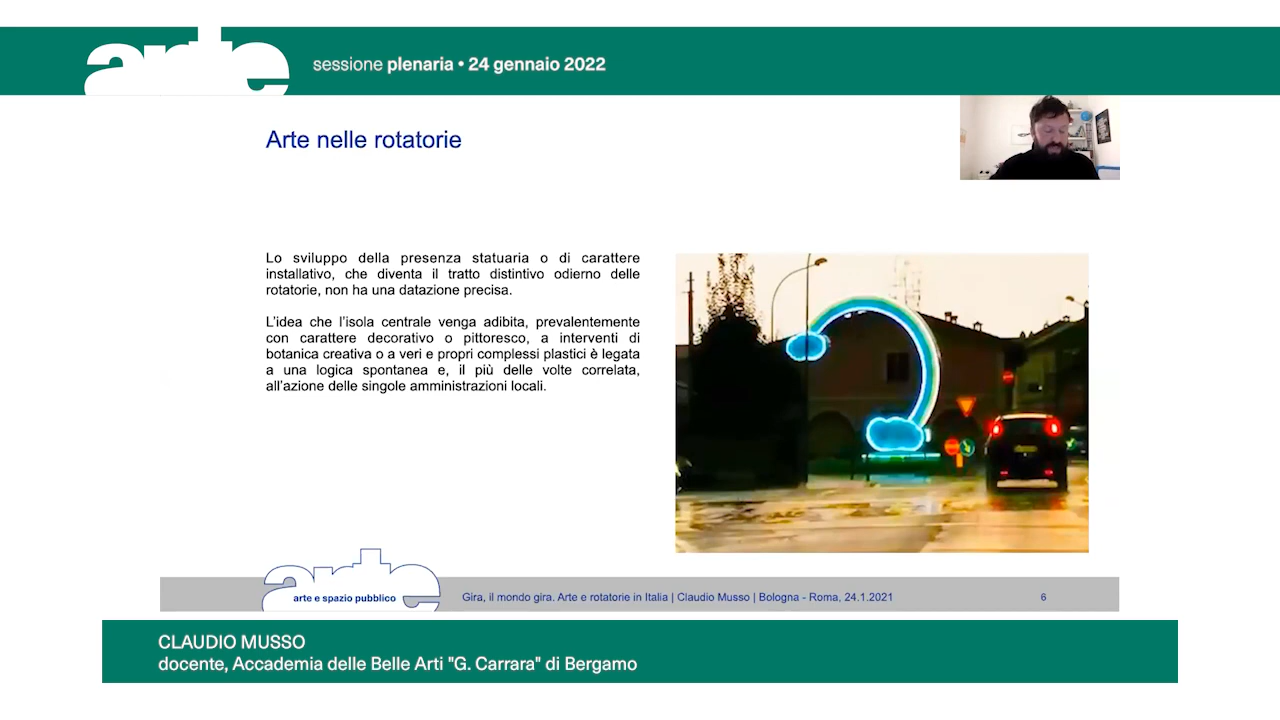 arte
sessione plenaria • 24 gennaio 2022
Arte nelle rotatorie
Lo sviluppo della presenza statuaria o di carattere
installativo, che diventa il tratto distintivo odierno delle
rotatorie, non ha una datazione precisa.
L'idea che l'isola centrale venga adibita, prevalentemente
con carattere decorativo o pittoresco, a interventi di
botanica creativa o a veri e propri complessi plastici è legata
a una logica spontanea e, il più delle volte correlata,
all'azione delle singole amministrazioni locali.
arte
arte e spazio pubblico
Gira, il mondo gira. Arte e rotatorie in Italia | Claudio Musso | Bologna - Roma, 24.1.2021
6
CLAUDIO MUSSO
docente, Accademia delle Belle Arti "G. Carrara" di Bergamo